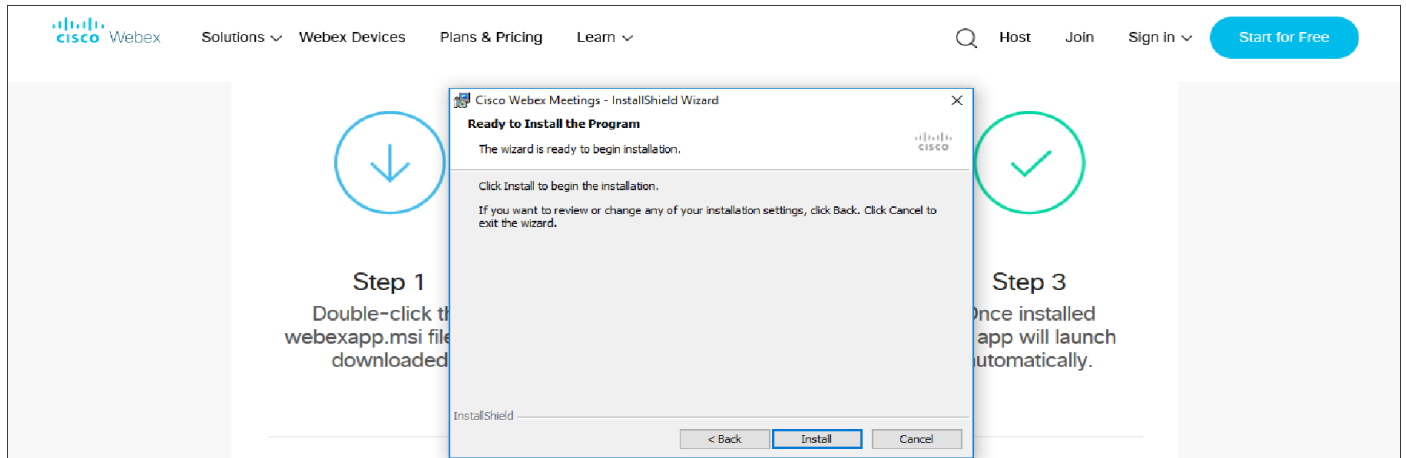 CISCO Webex Solutions Webex Devices Plans & Pricing Learn Host Join Sign in Start for Free
Cisco Webex Meetings - InstallShield Wizard
Ready to Install the Program
The wizard is ready to begin installation.
CISCO
Click Install to begin the installation.
If you want to review or change any of your installation settings, click Back. Click Cancel to
exit the wizard.
InstallShield
< Back Install Cancel
Step 1
Double-click
webexapp.msi
downloaded
Step 3
installed
app will launch